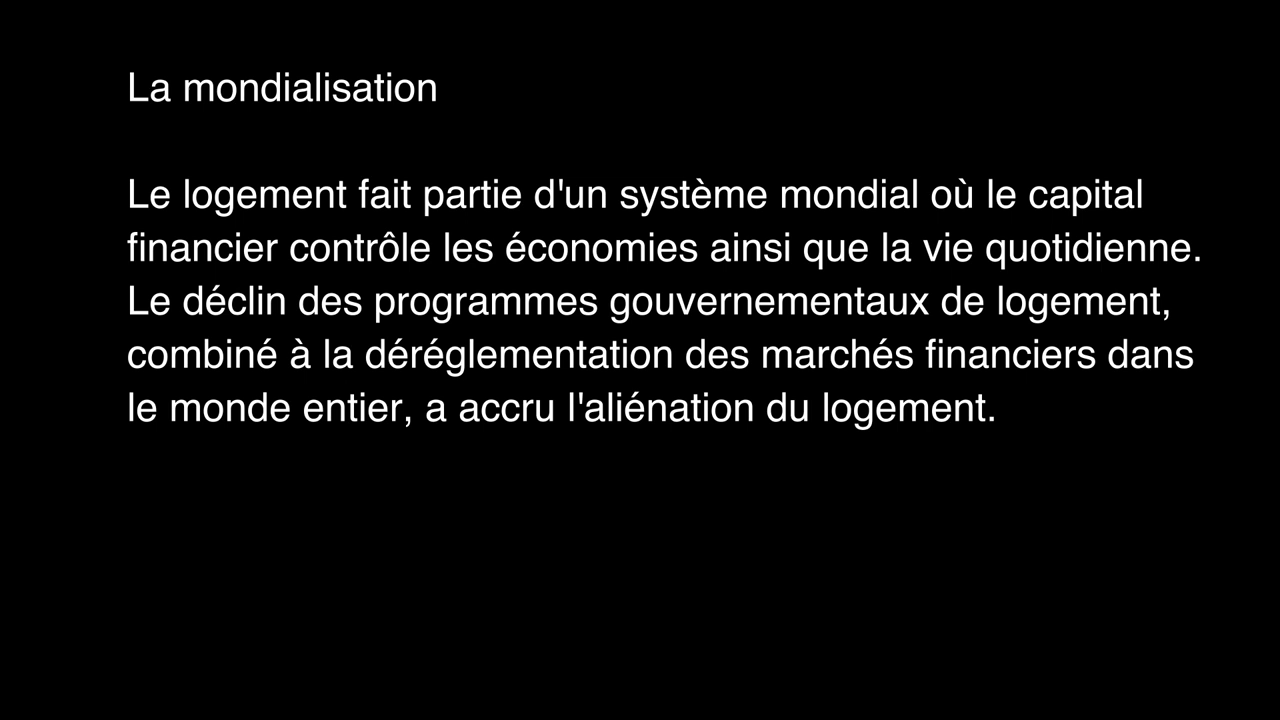 La mondialisation
Le logement fait partie d'un système mondial où le capital
financier contrôle les économies ainsi que la vie quotidienne.
Le déclin des programmes gouvernementaux de logement,
combiné à la déréglementation des marchés financiers dans
le monde entier, a accru l'aliénation du logement.